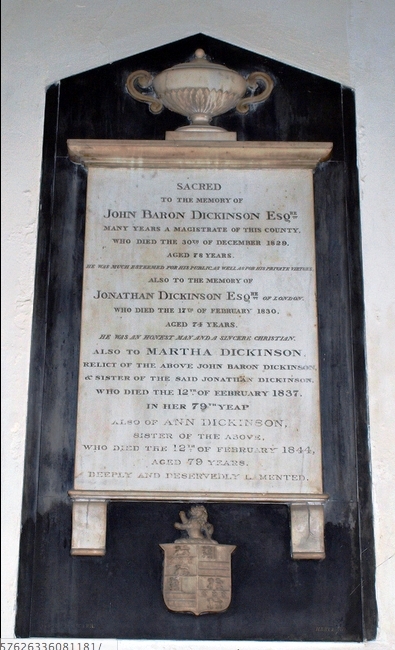 SACRED
TO THE MEMORY OF
JOHN BARON DICKINSON ESQRE
MANY YEARS A MAGISTRATE OF THIS COUNTY,
WHO DIED THE 30TH OF DECEMBER 1829.
AGED 78 YEARS.
HE WAS MUCH ESTEEMED FOR HIS PUBLIC, AS WELL AS FOR HIS PRIVATE VIRTUES.
ALSO TO THE MEMORY OF
JONATHAN DICKINSON ESQRE OF LONDON.
WHO DIED THE 17TH OF FEBRUARY 1830.
AGED 74 YEARS.
HE WAS AN HONEST MAN AND A SINCERE CHRISTIAN.
ALSO TO MARTHA DICKINSON,
RELICT OF THE ABOVE JOHN BARON DICKINSON,
& SISTER OF THE SAID JONATHAN DICKINSON,
WHO DIED THE 12TH OF FEBRUARY 1837,
IN HER 79TH YEAR
ALSO OF ANN DICKINSON,
SISTER OF THE ABOVE,
WHO DIED THE 12TH OF FEBRUARY 1844,
AGED 79 YEARS.
DEEPLY AND DESERVEDLY LAMENTED.
57626336081181/